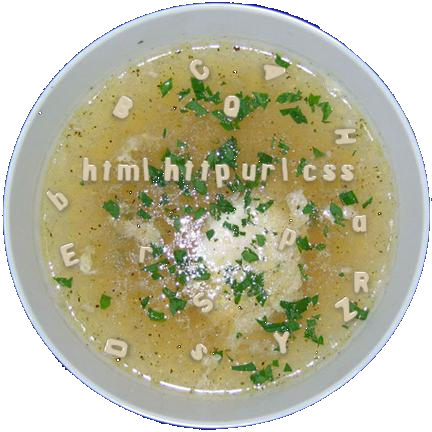 C A
B O
H
html http url css
b a
E r p
S R
Z
D s Y